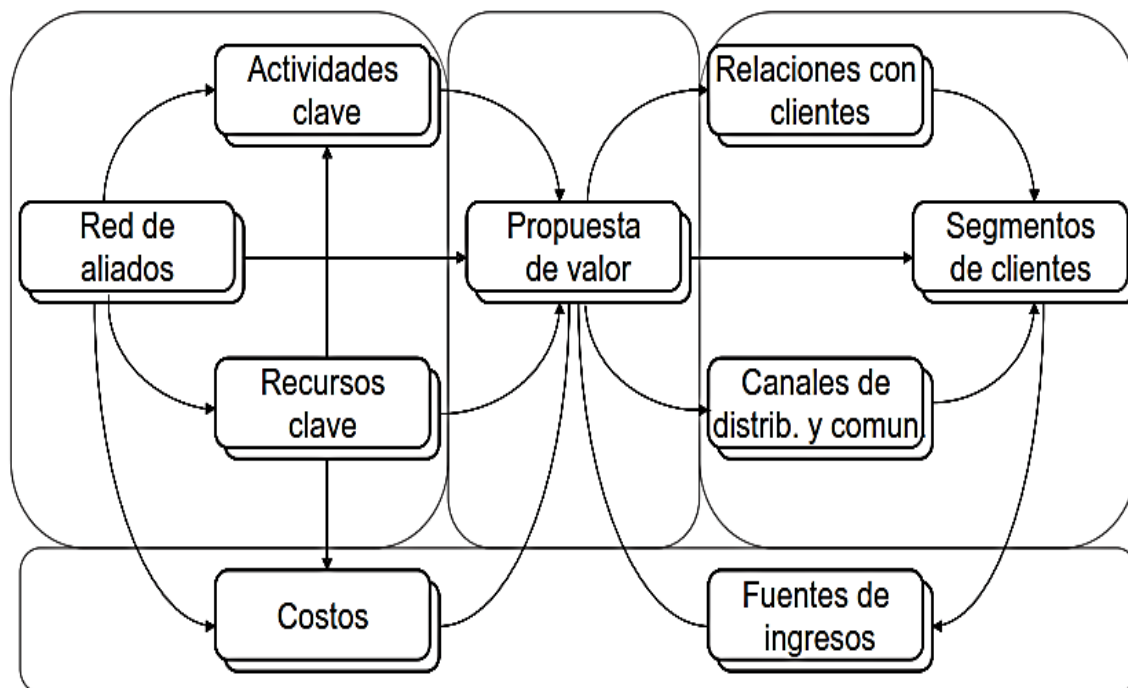 Actividades
clave
Relaciones con
clientes
Red de
aliados
Propuesta
de valor
Segmentos
de clientes
Recursos
clave
Canales de
distrib. y comun.
Costos
Fuentes de
ingresos